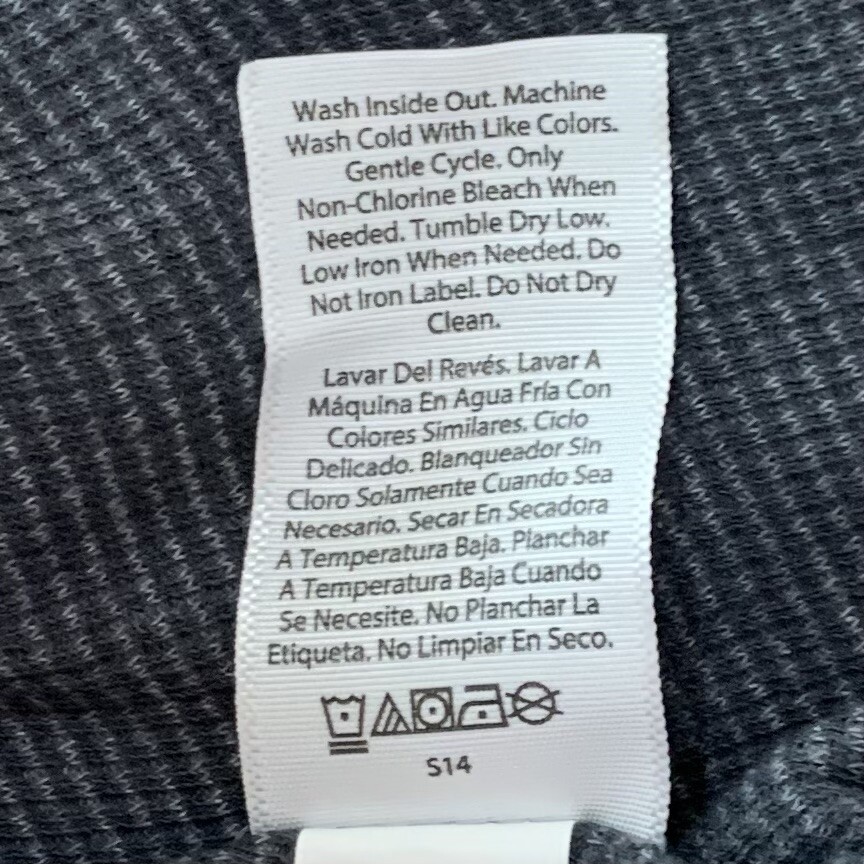 Wash Inside Out. Machine
Wash Cold With Like Colors.
Gentle Cycle. Only
Non-Chlorine Bleach When
Needed. Tumble Dry Low.
Low Iron When Needed. Do
Not Iron Label. Do Not Dry
Clean.
Lavar Del Revés. Lavar A
Máquina En Agua Fría Con
Colores Similares. Ciclo
Delicado. Blanqueador Sin
Cloro Solamente Cuando Sea
Necesario. Secar En Secadora
A Temperatura Baja. Planchar
A Temperatura Baja Cuando
Se Necesite. No Planchar La
Etiqueta. No Limpiar En Seco.
S14